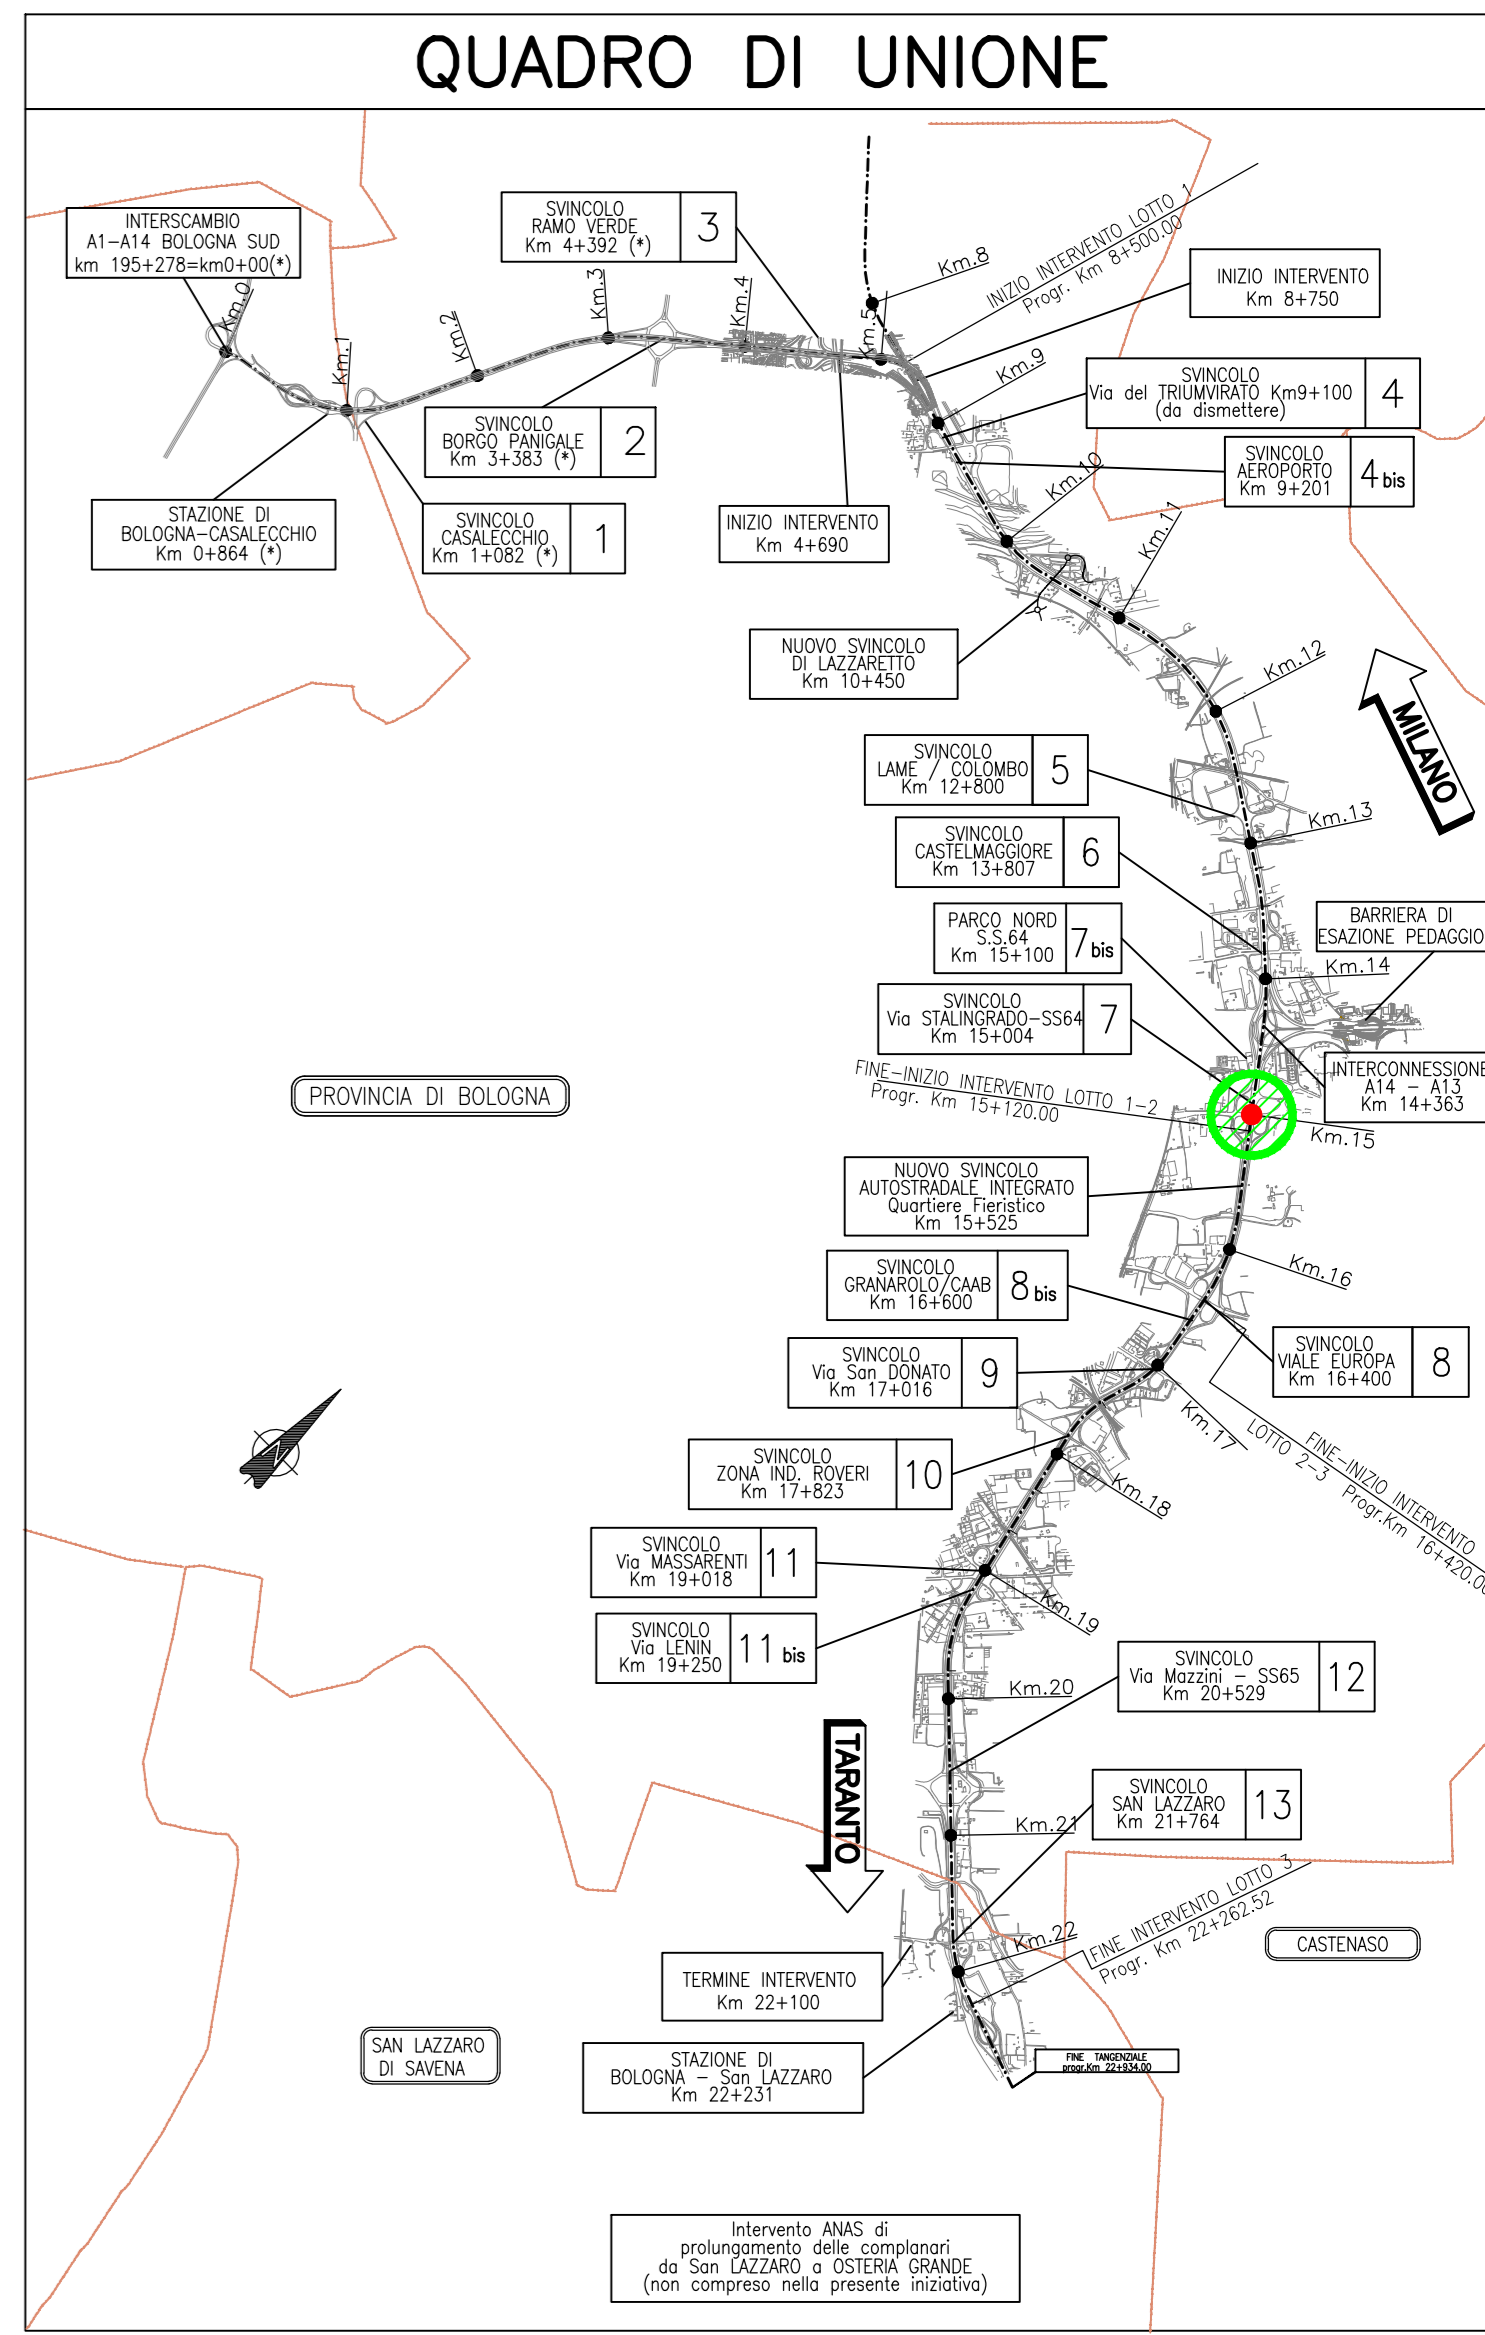 QUADRO DI UNIONE
INTERSCAMBIO
A1-A14 BOLOGNA SUD
km 195+278=km0+00(*)
SVINCOLO
RAMO VERDE
Km 4+392 (*)
3
Km.0
Km.1
Km.2
Km.3
Km.4
Km.5
Km.8
INIZIO INTERVENTO LOTTO 1
Progr. Km 8+500.00
INIZIO INTERVENTO
Km 8+750
Km.9
SVINCOLO
Via del TRIUMVIRATO Km9+100
(da dismettere)
4
SVINCOLO
BORGO PANIGALE
Km 3+383 (*)
2
SVINCOLO
AEROPORTO
Km 9+201
4 bis
Km.10
STAZIONE DI
BOLOGNA-CASALECCHIO
Km 0+864 (*)
SVINCOLO
CASALECCHIO
Km 1+082 (*)
1
INIZIO INTERVENTO
Km 4+690
Km.11
NUOVO SVINCOLO
DI LAZZARETTO
Km 10+450
Km.12
MILANO
SVINCOLO
LAME / COLOMBO
Km 12+800
5
Km.13
SVINCOLO
CASTELMAGGIORE
Km 13+807
6
PARCO NORD
S.S.64
Km 15+100
7 bis
BARRIERA DI
ESAZIONE PEDAGGIO
Km.14
SVINCOLO
Via STALINGRADO-SS64
Km 15+004
7
INTERCONNESSIONE
A14 - A13
Km 14+363
PROVINCIA DI BOLOGNA
FINE-INIZIO INTERVENTO LOTTO 1-2
Progr. Km 15+120.00
Km.15
NUOVO SVINCOLO
AUTOSTRADALE INTEGRATO
Quartiere Fieristico
Km 15+525
Km.16
SVINCOLO
GRANAROLO/CAAB
Km 16+600
8 bis
SVINCOLO
VIALE EUROPA
Km 16+400
8
SVINCOLO
Via San DONATO
Km 17+016
9
Km.17
FINE-INIZIO INTERVENTO
LOTTO 2-3 Progr.Km 16+420.00
SVINCOLO
ZONA IND. ROVERI
Km 17+823
10
Km.18
SVINCOLO
Via MASSARENTI
Km 19+018
11
Km.19
SVINCOLO
Via LENIN
Km 19+250
11 bis
SVINCOLO
Via Mazzini - SS65
Km 20+529
12
Km.20
TARANTO
SVINCOLO
SAN LAZZARO
Km 21+764
13
Km.21
FINE INTERVENTO LOTTO 3
Progr. Km 22+262.52
Km.22
CASTENASO
TERMINE INTERVENTO
Km 22+100
SAN LAZZARO
DI SAVENA
STAZIONE DI
BOLOGNA - San LAZZARO
Km 22+231
FINE TANGENZIALE
progr.Km 22+934.00
Intervento ANAS di
prolungamento delle complanari
da San LAZZARO a OSTERIA GRANDE
(non compreso nella presente iniziativa)